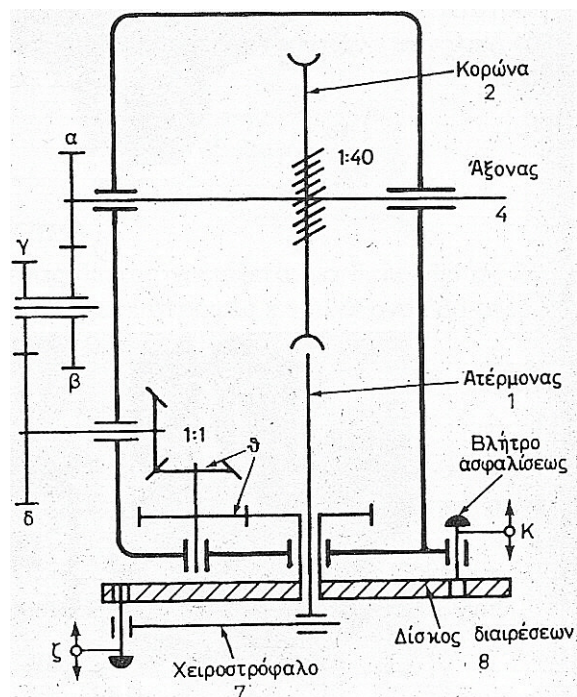 Κορώνα
2
α
1:40
Άξονας
4
γ
β
Ατέρμονας
1
1:1
ϑ
Βλήτρο
ασφαλίσεως
K
δ
ζ
Χειροστρόφαλο
7
Δίσκος διαιρέσεων
8